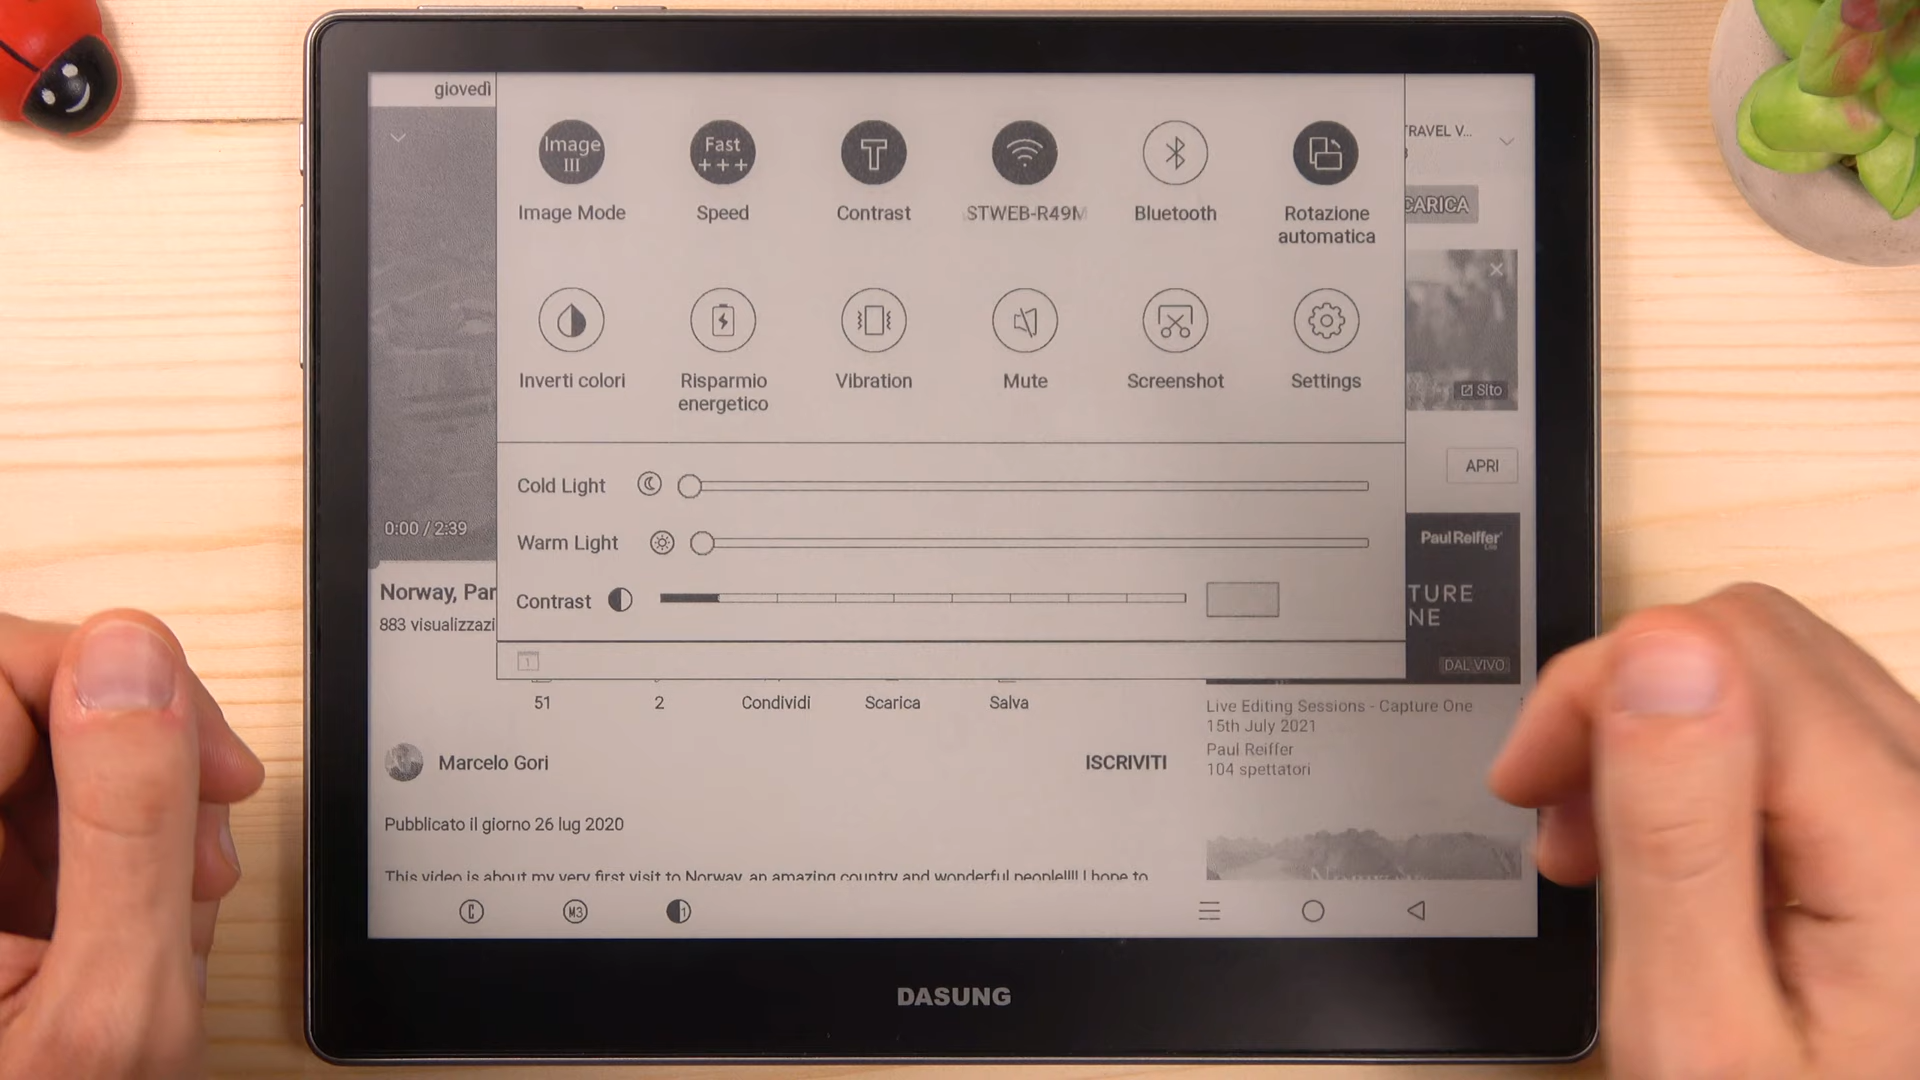 giovedì
Image
III
Fast
+++
T
Image Mode
Speed
Contrast
STWEB-R49M
Bluetooth
Rotazione
automatica
Inverti colori
Risparmio
energetico
Vibration
Mute
Screenshot
Settings
Cold Light
Warm Light
Contrast
1
TRAVEL V...
CARICA
Sito
APRI
0:00 / 2:39
Norway, Par
883 visualizzazi
Paul Reiffer
TURE
NE
DAL VIVO
51
2
Condividi
Scarica
Salva
Live Editing Sessions - Capture One
15th July 2021
Paul Reiffer
104 spettatori
Marcelo Gori
ISCRIVITI
Pubblicato il giorno 26 lug 2020
This video is about my very first visit to Norway, an amazing country and wonderful people!!!! I hope to
C
M3
1
DASUNG